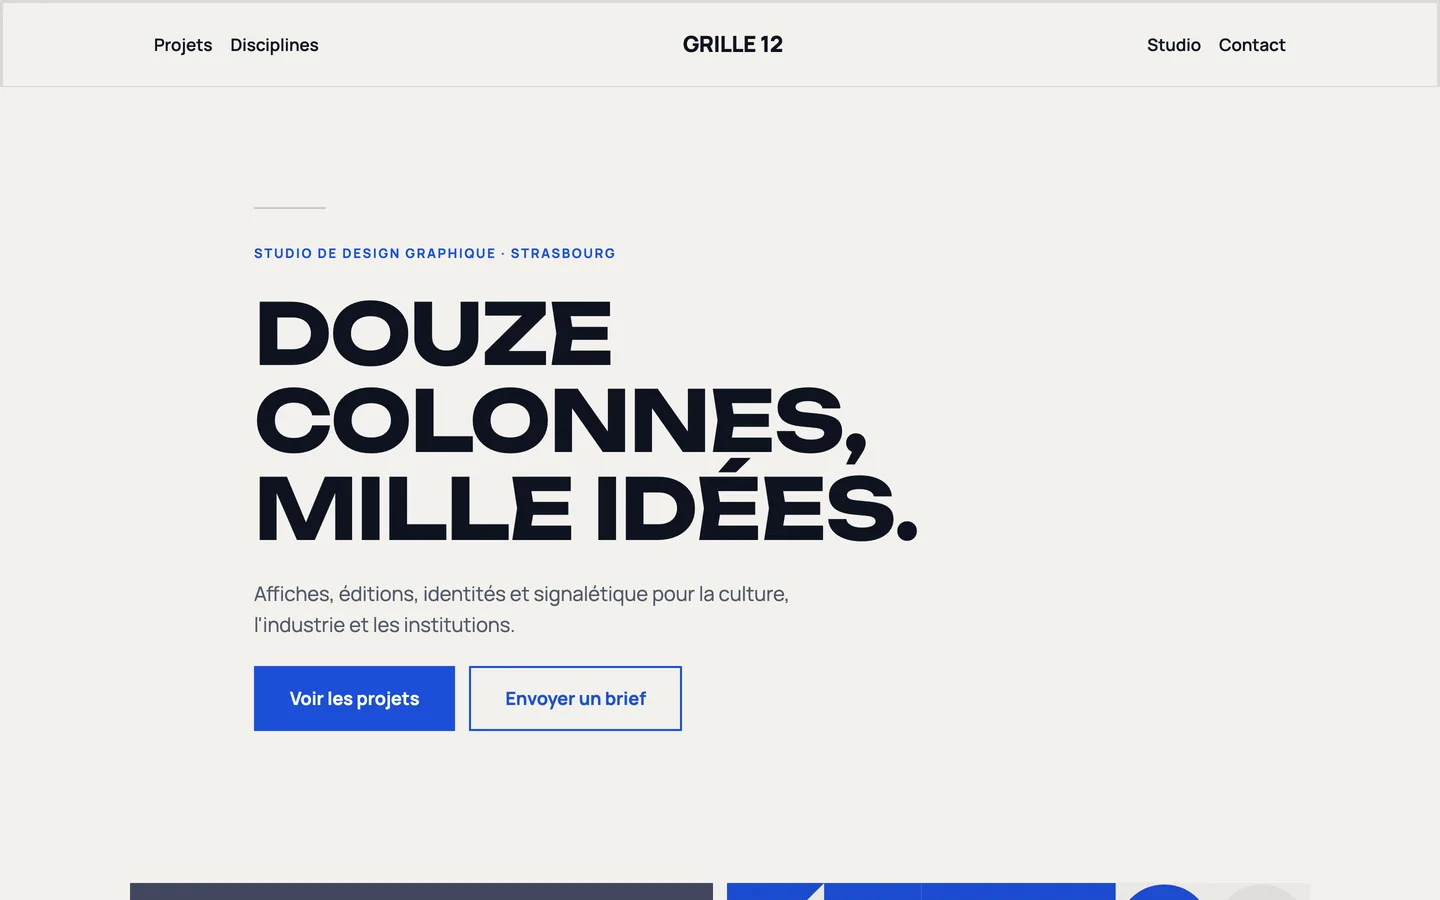 Projets Disciplines GRILLE 12 Studio Contact
STUDIO DE DESIGN GRAPHIQUE · STRASBOURG
DOUZE
COLONNES,
MILLE IDÉES.
Affiches, éditions, identités et signalétique pour la culture,
l'industrie et les institutions.
Voir les projets Envoyer un brief